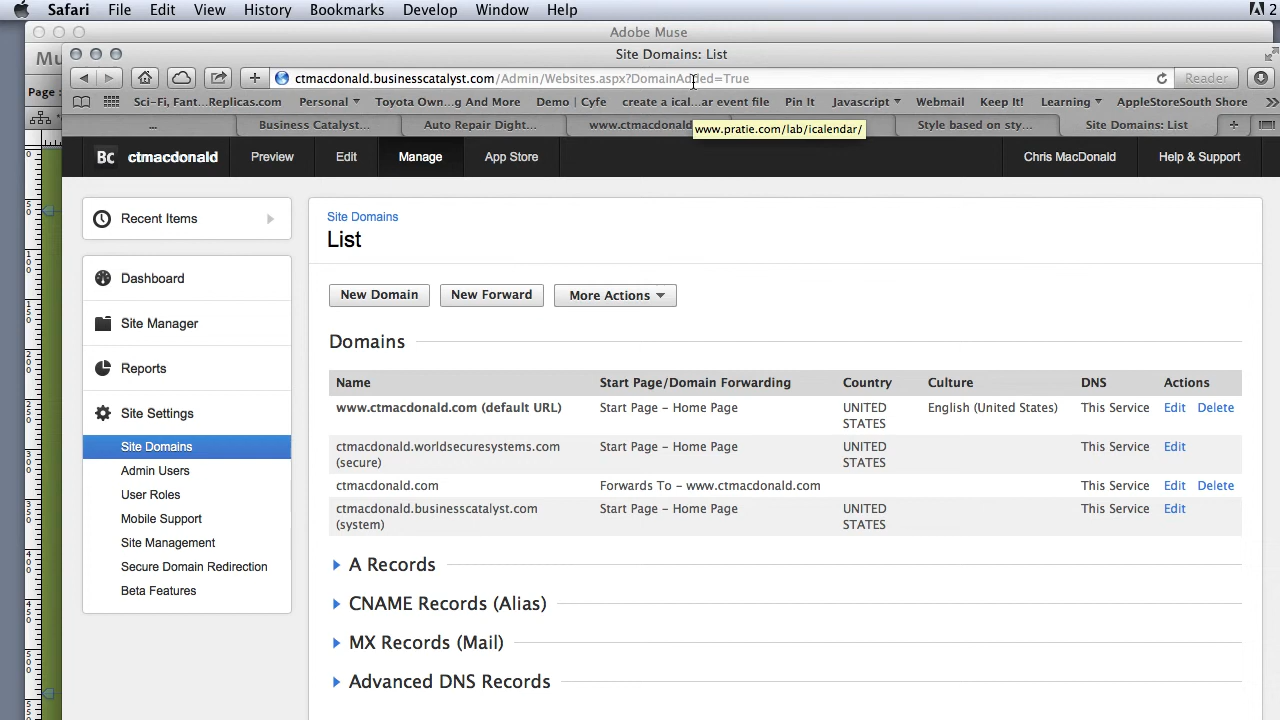 Safari File Edit View History Bookmarks Develop Window Help 2
Adobe Muse
Mu
Site Domains: List
ctmacdonald.businesscatalyst.com/Admin/Websites.aspx?DomainAdded=True
Reader
Page :
Sci-Fi, Fant...Replicas.com Personal Toyota Own...g And More Demo | Cyfe create a ical...ar event file Pin It Javascript Webmail Keep It! Learning AppleStoreSouth Shore
... Business Catalyst... Auto Repair Dight... www.ctmacdonald Style based on sty... Site Domains: List
www.pratie.com/lab/icalendar/
Bc ctmacdonald Preview Edit Manage App Store Chris MacDonald Help & Support
Recent Items
Dashboard
Site Manager
Reports
Site Settings
Site Domains
Admin Users
User Roles
Mobile Support
Site Management
Secure Domain Redirection
Beta Features
Site Domains
List
New Domain New Forward More Actions
Domains
Name Start Page/Domain Forwarding Country Culture DNS Actions
www.ctmacdonald.com (default URL) Start Page – Home Page UNITED STATES English (United States) This Service Edit Delete
ctmacdonald.worldsecuresystems.com (secure) Start Page – Home Page UNITED STATES This Service Edit
ctmacdonald.com Forwards To – www.ctmacdonald.com This Service Edit Delete
ctmacdonald.businesscatalyst.com (system) Start Page – Home Page UNITED STATES This Service Edit
A Records
CNAME Records (Alias)
MX Records (Mail)
Advanced DNS Records